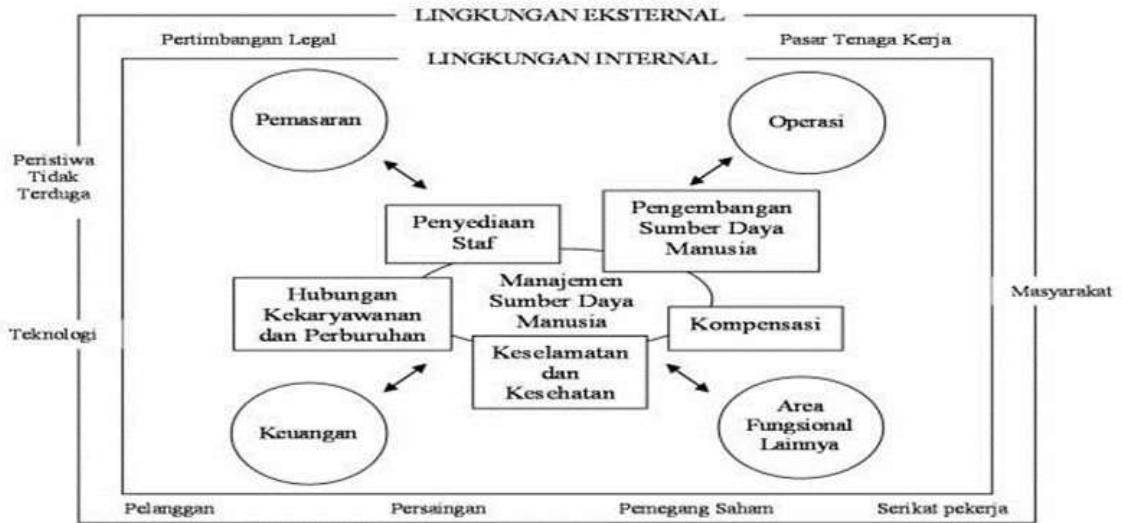 LINGKUNGAN EKSTERNAL
Pertimbangan Legal
Pasar Tenaga Kerja
LINGKUNGAN INTERNAL
Pemasaran
Operasi
Peristiwa
Tidak
Terduga
Penyediaan
Staf
Pengembangan
Sumber Daya
Manusia
Hubungan
Kekaryawanan
dan Perburuhan
Manajemen
Sumber Daya
Manusia
Masyarakat
Teknologi
Kompensasi
Keselamatan
dan
Kesehatan
Keuangan
Area
Fungsional
Lainnya
Pelanggan
Persaingan
Pemegang Saham
Serikat pekerja